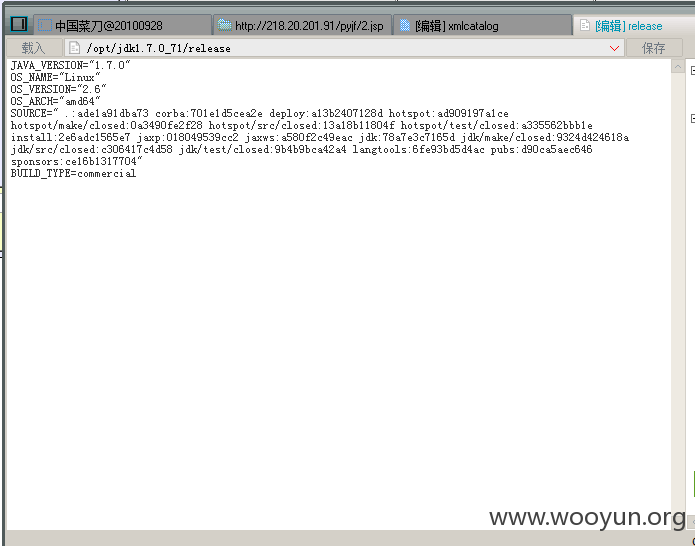 中国菜刀@20100928
http://218.20.201.91/pyjf/2.jsp
[编辑] xmlcatalog
[编辑] release
载入
/opt/jdk1.7.0_71/release
保存
JAVA_VERSION="1.7.0"
OS_NAME="Linux"
OS_VERSION="2.6"
OS_ARCH="amd64"
SOURCE=" .:ade1a91dba73 corba:701e1d5cea2e deploy:a13b2407128d hotspot:ad909197a1ce
hotspot/make/closed:0a3490fe2f28 hotspot/src/closed:13a18b11804f hotspot/test/closed:a335562bbb1e
install:2e6adc1565e7 jaxp:018049539cc2 jaxws:a580f2c49eac jdk:78a7e3c7165d jdk/make/closed:9324d424618a
jdk/src/closed:c306417c4d58 jdk/test/closed:9b4b9bca42a4 langtools:6fe93bd5d4ac pubs:d90ca5aec646
sponsors:ce16b1317704"
BUILD_TYPE=commercial
www.wooyun.org